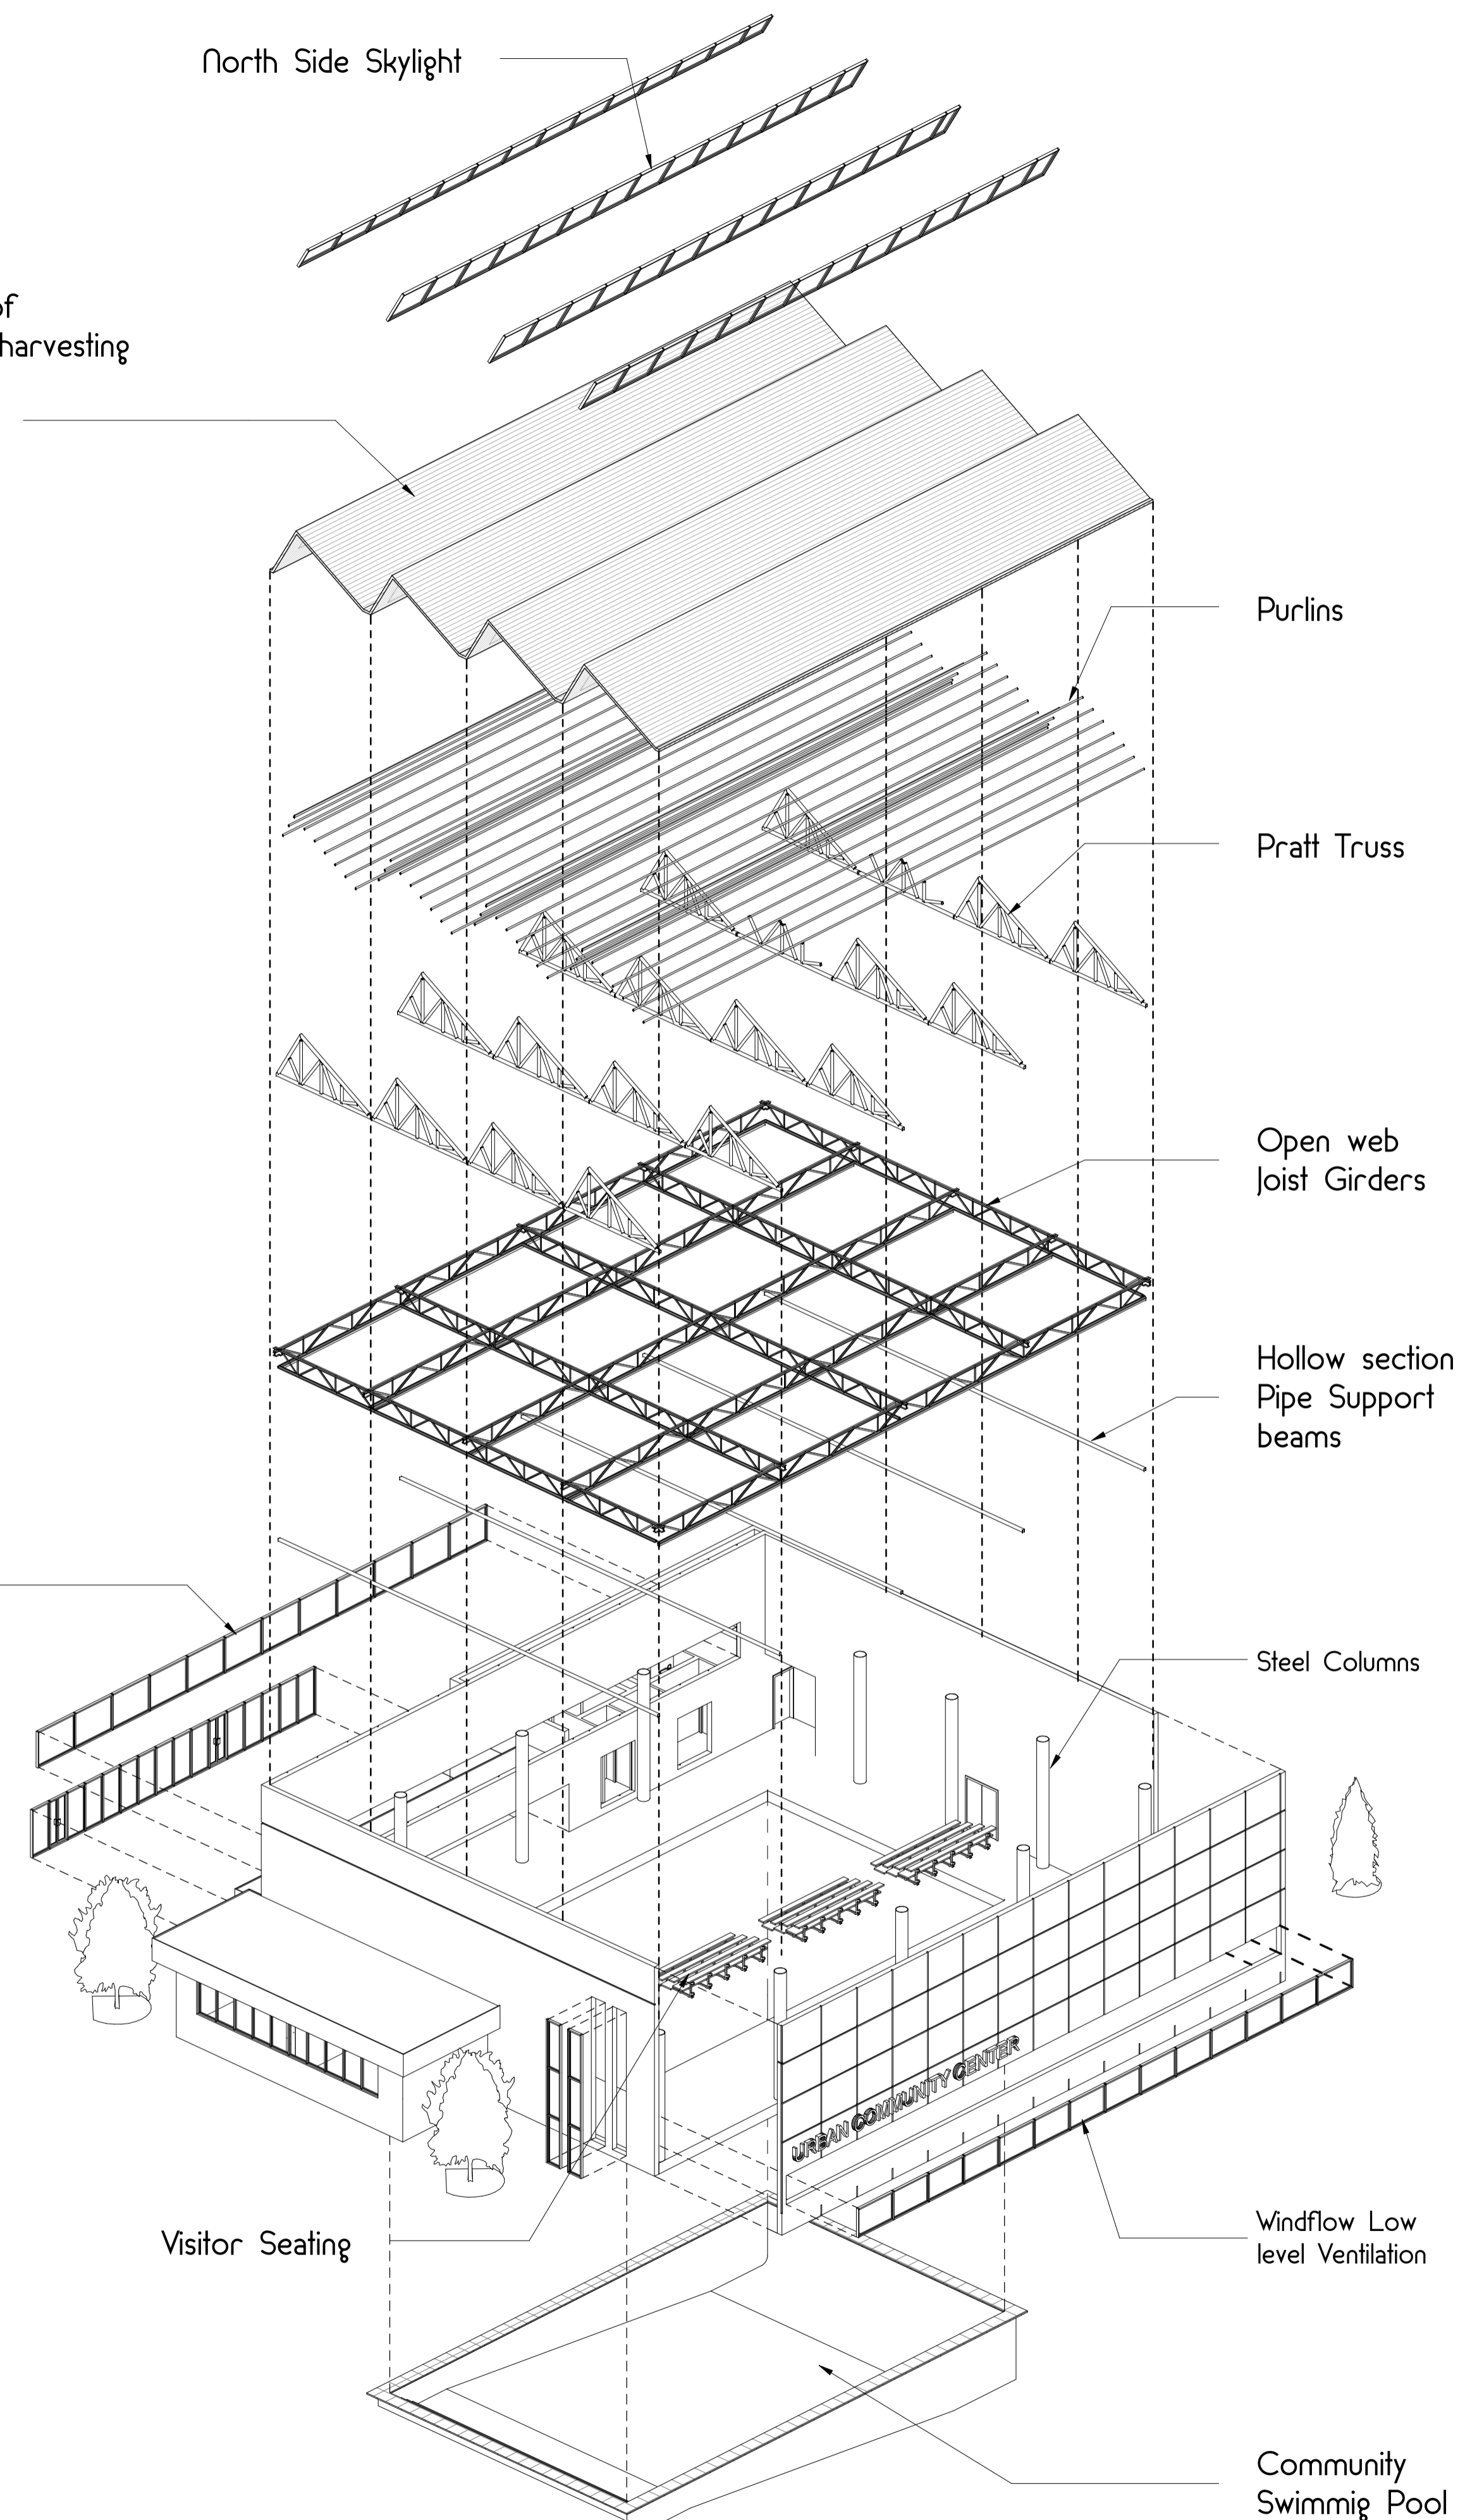 North Side Skylight
of
harvesting
Purlins
Pratt Truss
Open web
Joist Girders
Hollow section
Pipe Support
beams
Steel Columns
URBAN COMMUNITY CENTER
Visitor Seating
Windflow Low
level Ventilation
Community
Swimmig Pool